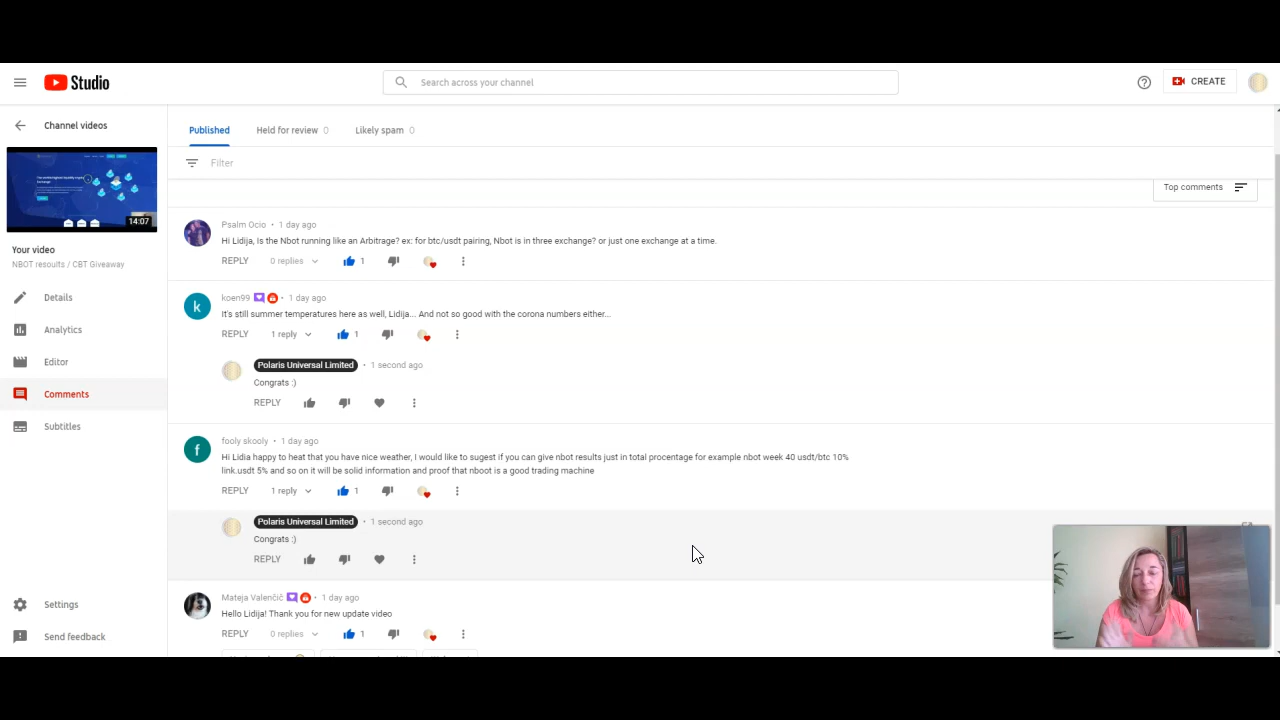 Studio
Search across your channel
CREATE
Channel videos
14:07
Your video
NBOT resoults / CBT Giveaway
Details
Analytics
Editor
Comments
Subtitles
Settings
Send feedback
Published
Held for review 0
Likely spam 0
Filter
Top comments
Psalm Ocio • 1 day ago
Hi Lidija, Is the Nbot running like an Arbitrage? ex: for btc/usdt pairing, Nbot is in three exchange? or just one exchange at a time.
REPLY 0 replies 1
k
koen99 • 1 day ago
It's still summer temperatures here as well, Lidija... And not so good with the corona numbers either...
REPLY 1 reply 1
Polaris Universal Limited • 1 second ago
Congrats :)
REPLY
f
fooly skooly • 1 day ago
Hi Lidia happy to heat that you have nice weather, I would like to sugest if you can give nbot results just in total procentage for example nbot week 40 usdt/btc 10%
link.usdt 5% and so on it will be solid information and proof that nboot is a good trading machine
REPLY 1 reply 1
Polaris Universal Limited • 1 second ago
Congrats :)
REPLY
Mateja Valenčič • 1 day ago
Hello Lidija! Thank you for new update video
REPLY 0 replies 1